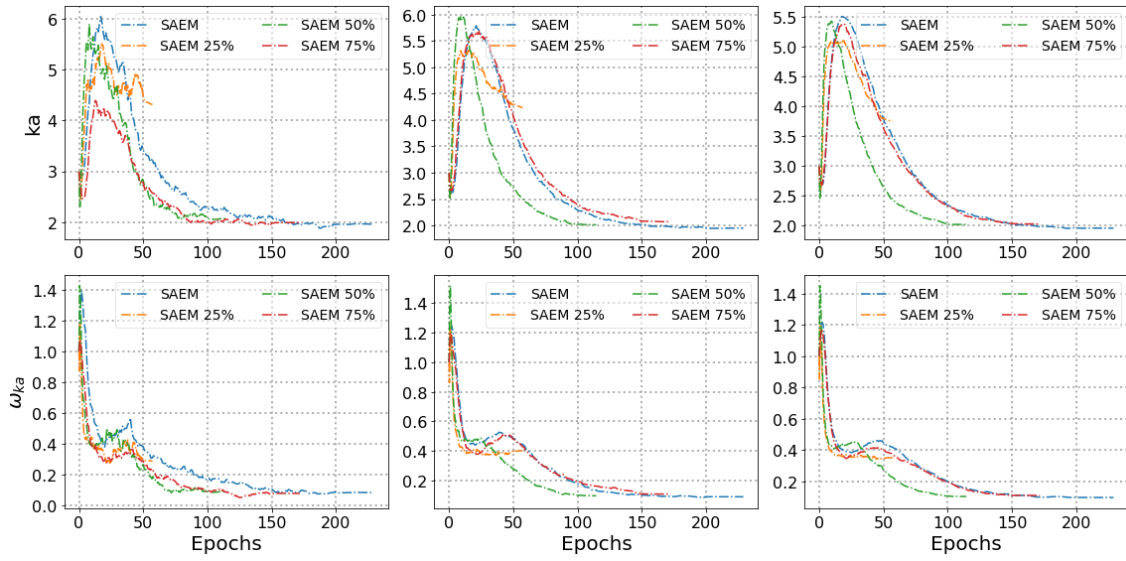 ka
6
5
4
3
2
SAEM
SAEM 25%
SAEM 50%
SAEM 75%
0
50
100
150
200
6.0
5.5
5.0
4.5
4.0
3.5
3.0
2.5
2.0
SAEM
SAEM 25%
SAEM 50%
SAEM 75%
0
50
100
150
200
5.5
5.0
4.5
4.0
3.5
3.0
2.5
2.0
SAEM
SAEM 25%
SAEM 50%
SAEM 75%
0
50
100
150
200
ω_ka
1.4
1.2
1.0
0.8
0.6
0.4
0.2
0.0
SAEM
SAEM 25%
SAEM 50%
SAEM 75%
0
50
100
150
200
Epochs
1.4
1.2
1.0
0.8
0.6
0.4
0.2
SAEM
SAEM 25%
SAEM 50%
SAEM 75%
0
50
100
150
200
Epochs
1.4
1.2
1.0
0.8
0.6
0.4
0.2
SAEM
SAEM 25%
SAEM 50%
SAEM 75%
0
50
100
150
200
Epochs